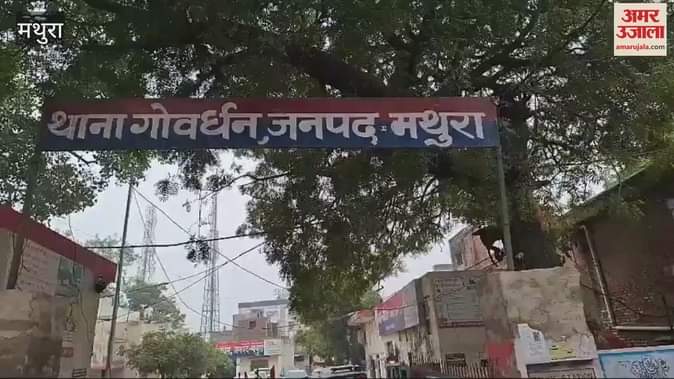 मथुरा
अमर
उजाला
amarujala.com
थाना गोवर्धन, जनपद - मथुरा